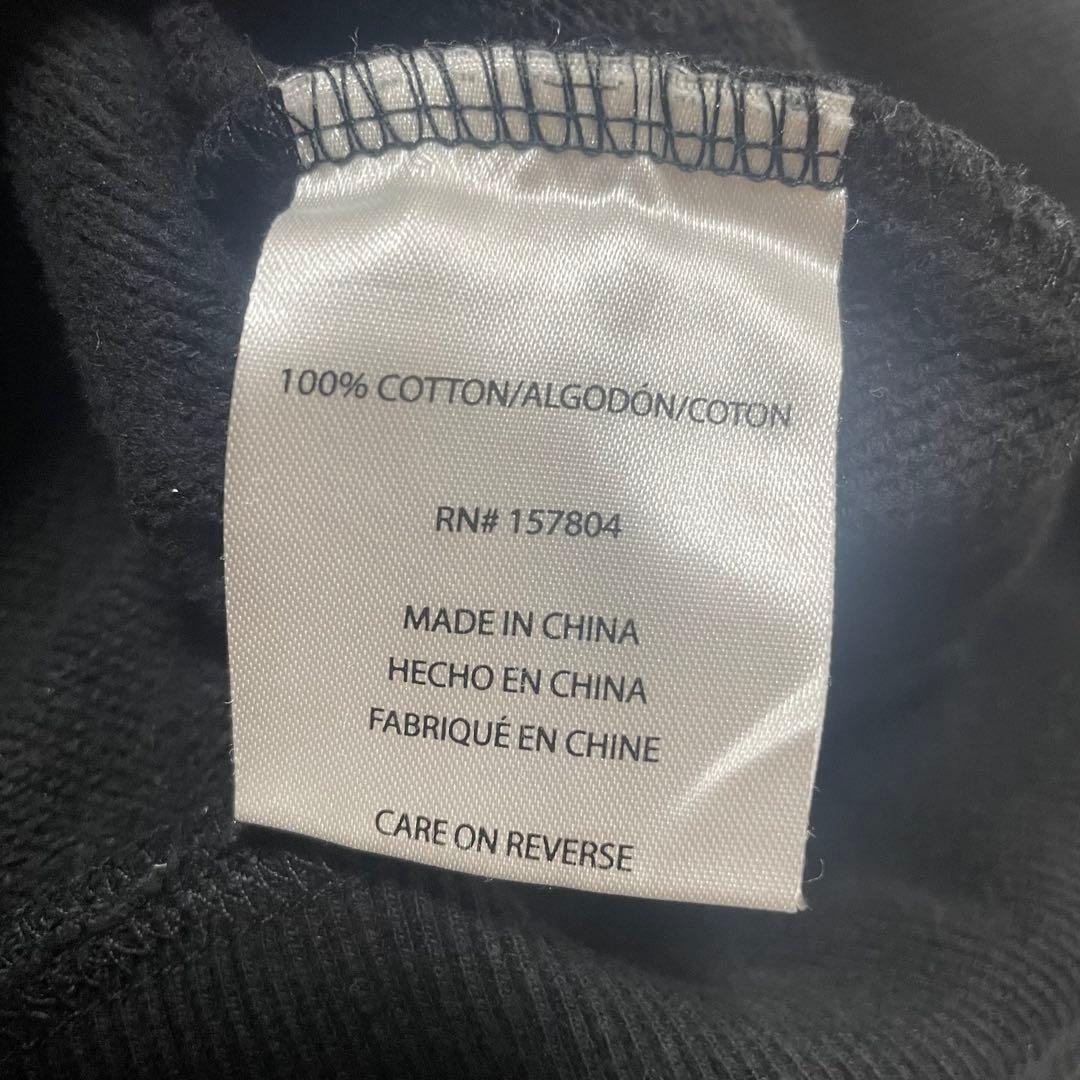 100% COTTON/ALGODÓN/COTON
RN# 157804
MADE IN CHINA
HECHO EN CHINA
FABRIQUÉ EN CHINE
CARE ON REVERSE